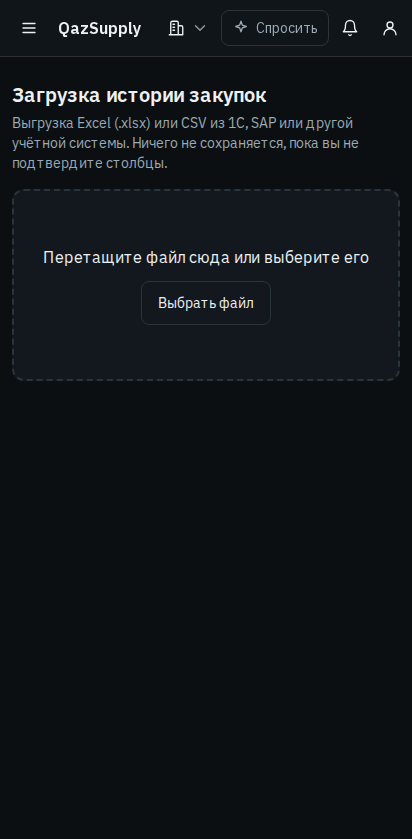 QazSupply
Спросить
Загрузка истории закупок
Выгрузка Excel (.xlsx) или CSV из 1С, SAP или другой
учётной системы. Ничего не сохраняется, пока вы не
подтвердите столбцы.
Перетащите файл сюда или выберите его
Выбрать файл